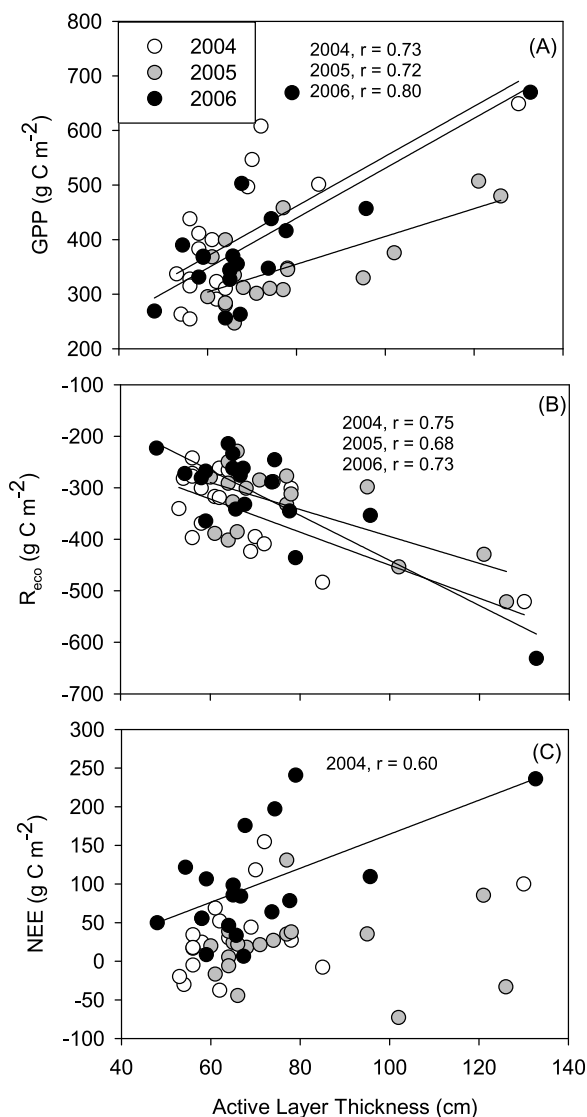 800
700
600
500
400
300
200
GPP (g C m-2)
2004
2005
2006
2004, r = 0.73
2005, r = 0.72
2006, r = 0.80
(A)
-100
-200
-300
-400
-500
-600
-700
Reco (g C m-2)
2004, r = 0.75
2005, r = 0.68
2006, r = 0.73
(B)
300
250
200
150
100
50
0
-50
-100
NEE (g C m-2)
2004, r = 0.60
(C)
40 60 80 100 120 140
Active Layer Thickness (cm)